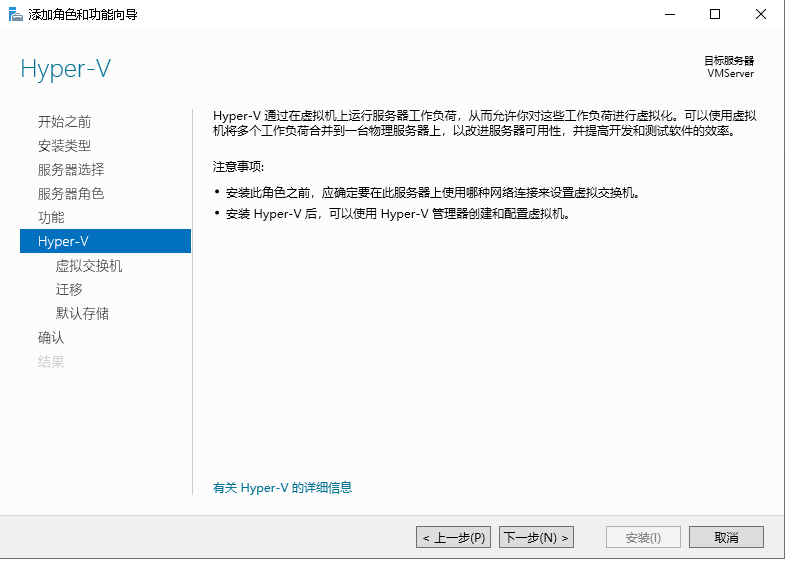 添加角色和功能向导
Hyper-V
目标服务器
VMServer
开始之前
安装类型
服务器选择
服务器角色
功能
Hyper-V
虚拟交换机
迁移
默认存储
确认
结果
Hyper-V 通过在虚拟机上运行服务器工作负荷，从而允许你对这些工作负荷进行虚拟化。可以使用虚拟
机将多个工作负荷合并到一台物理服务器上，以改进服务器可用性，并提高开发和测试软件的效率。
注意事项:
• 安装此角色之前，应确定要在此服务器上使用哪种网络连接来设置虚拟交换机。
• 安装 Hyper-V 后，可以使用 Hyper-V 管理器创建和配置虚拟机。
有关 Hyper-V 的详细信息
< 上一步(P)
下一步(N) >
安装(I)
取消